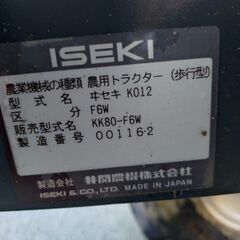 ISEKI
農業機械の種類 農用トラクター(歩行型)
型式 ヰセキ KO12
区分 F6W
販売型式 KK80-F6W
製造番号 001162
製造会社 井関農機株式会社
ISEKI & CO., LTD. MADE IN JAPAN